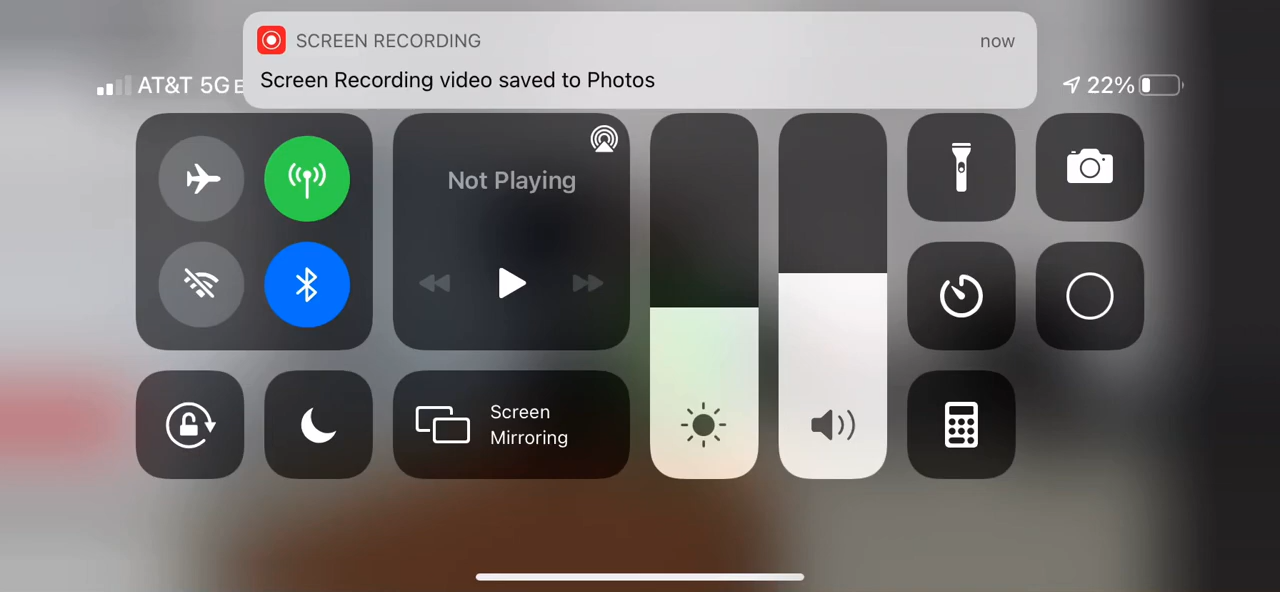 SCREEN RECORDING
now
Screen Recording video saved to Photos
AT&T 5G E
22%
Not Playing
Screen
Mirroring